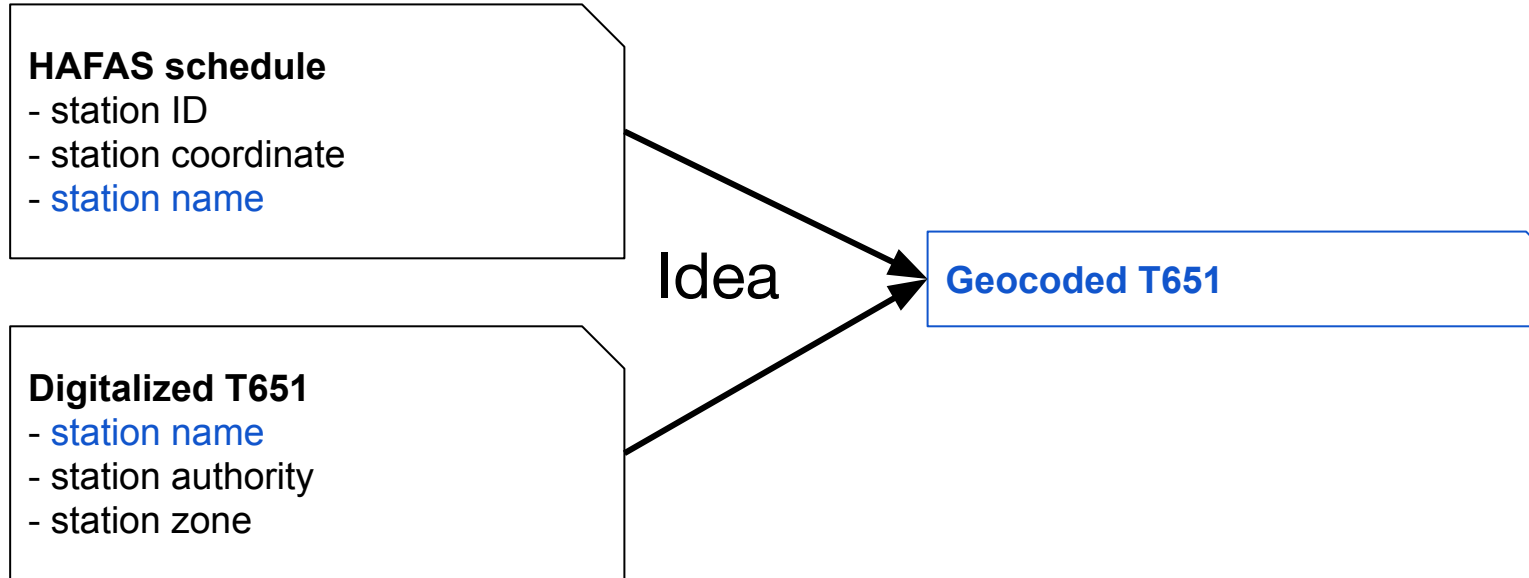 HAFAS schedule
- station ID
- station coordinate
- station name
Idea
Geocoded T651
Digitalized T651
- station name
- station authority
- station zone